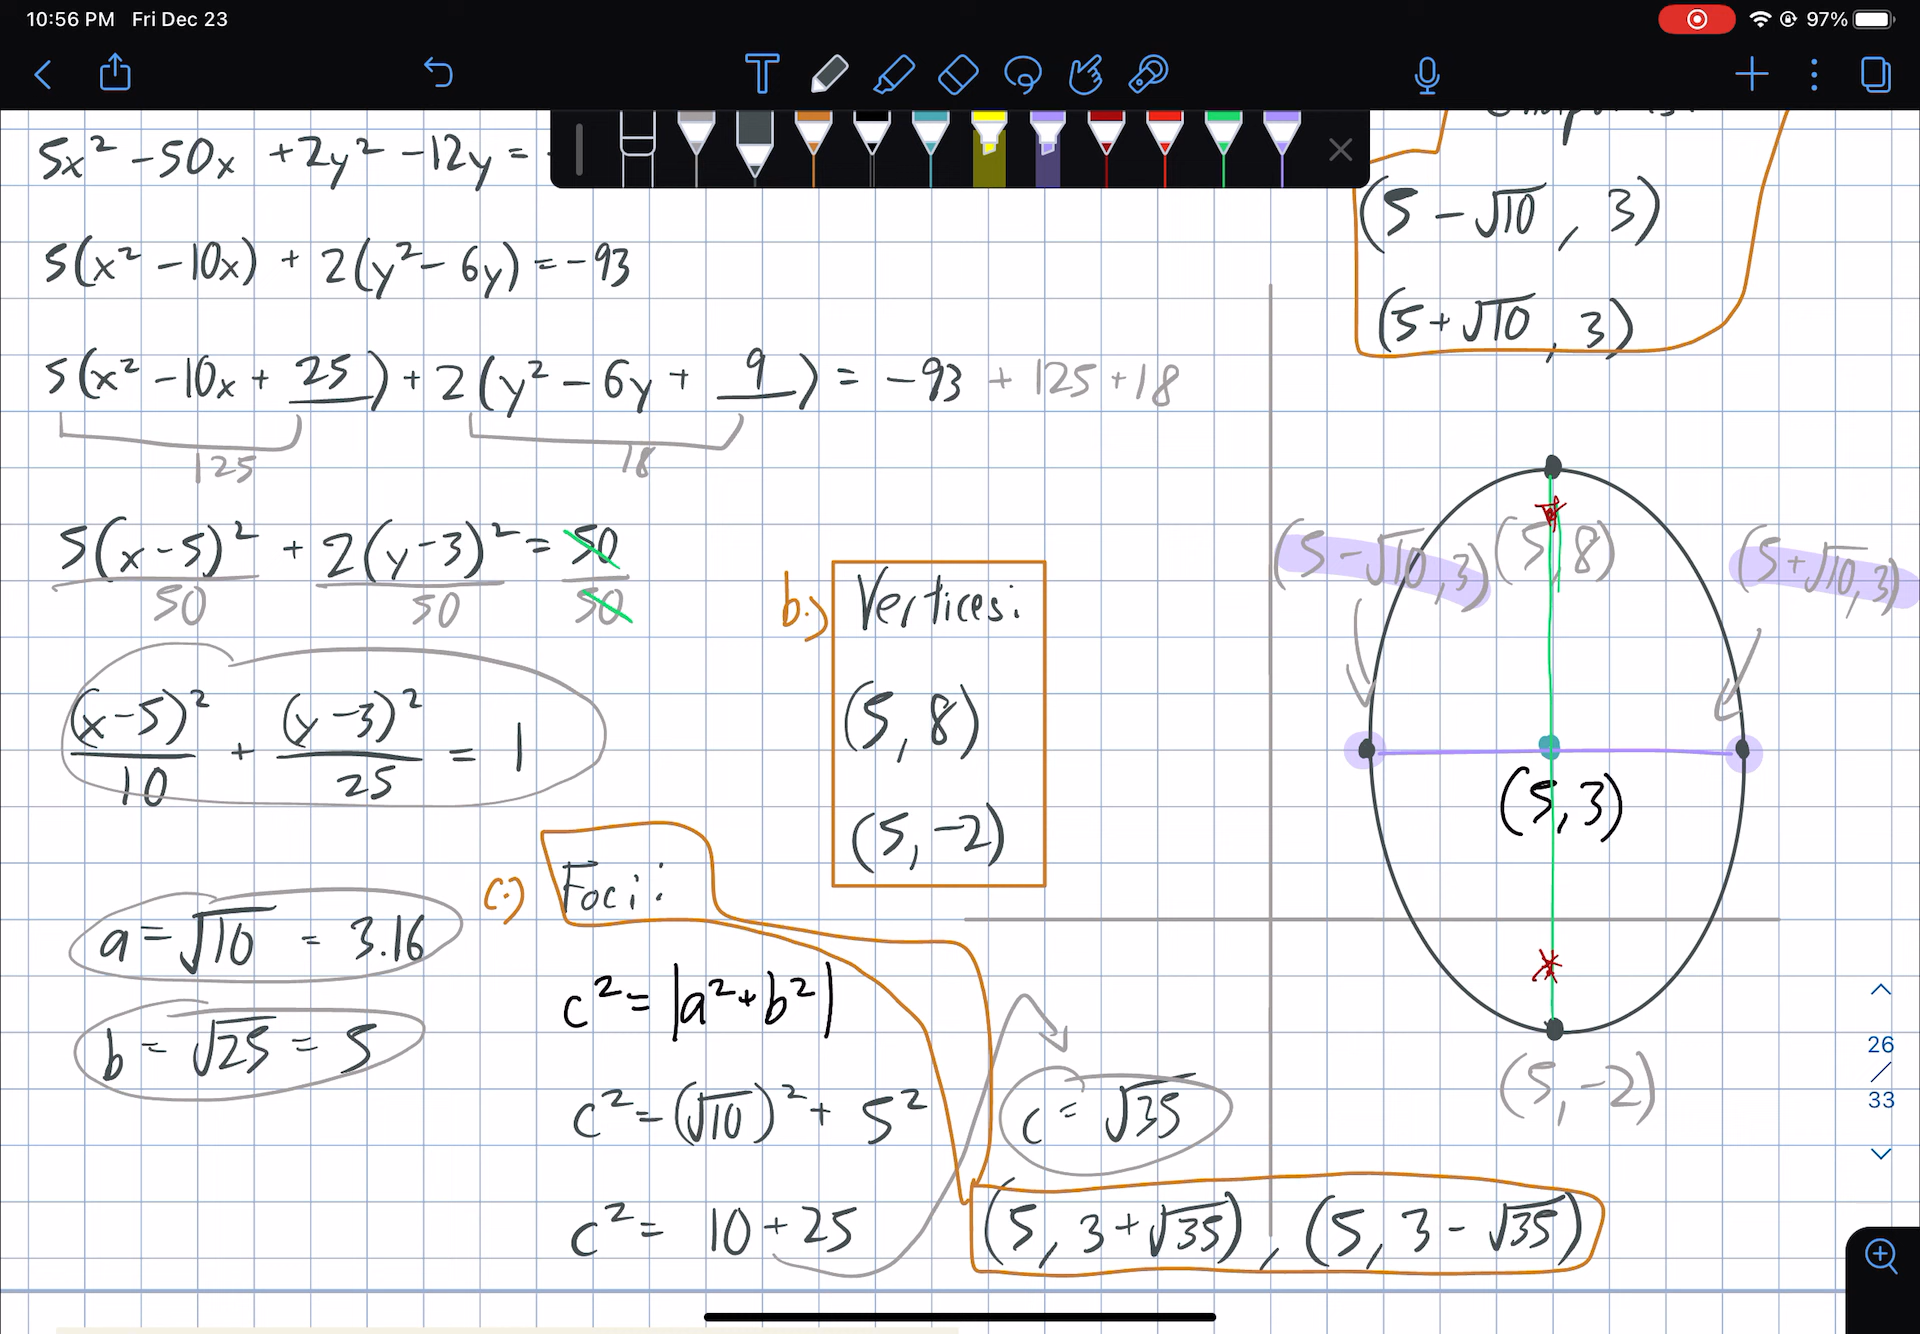 10:56 PM Fri Dec 23
97%
5x² -50x +2y² -12y =
5(x² -10x) + 2(y² - 6y) = -93
5(x² -10x + 25) + 2(y² - 6y + 9) = -93 + 125 + 18
125
18
5(x-5)²/50 + 2(y-3)²/50 = 50/50
(x-5)²/10 + (y-3)²/25 = 1
a = √10 = 3.16
b = √25 = 5
b.)
Vertices:
(5, 8)
(5, -2)
c.)
Foci:
c² = |a² + b²|
c² = (√10)² + 5²
c² = 10 + 25
c = √35
(5, 3+√35), (5, 3-√35)
(5 - √10, 3)
(5 + √10, 3)
(5-√10, 3)
(5, 8)
(5+√10, 3)
(5, 3)
(5, -2)
26
/
33